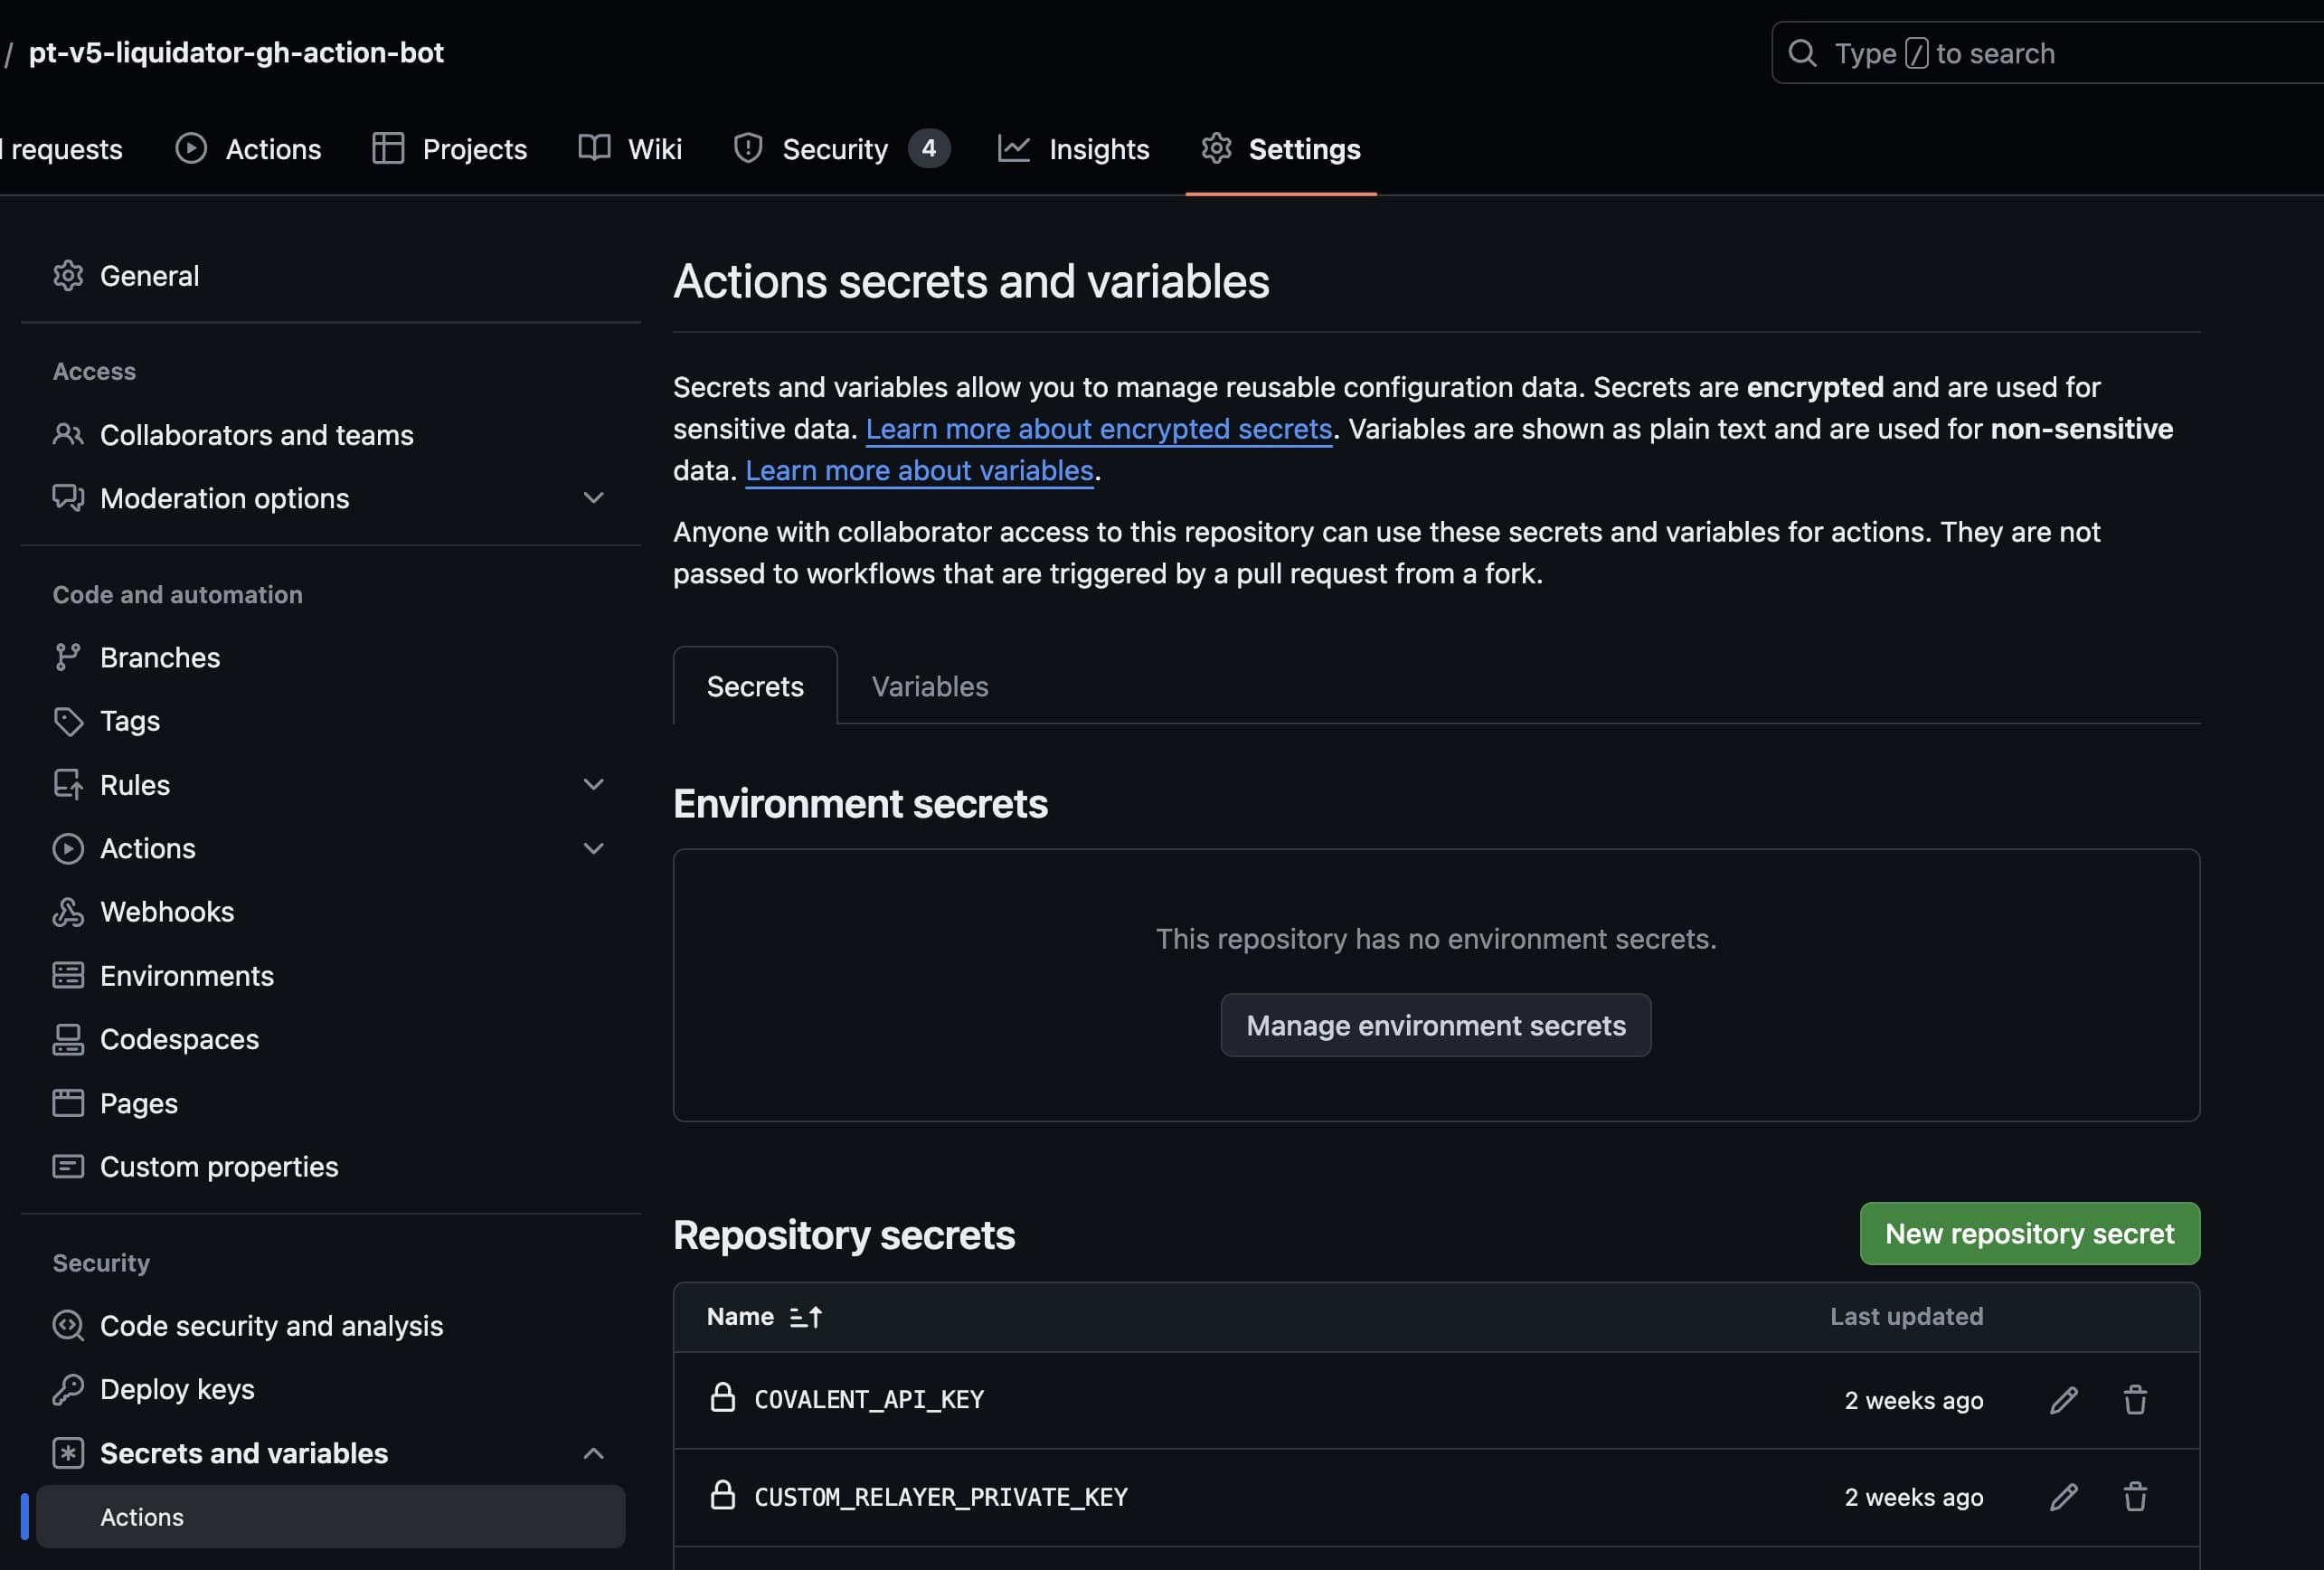 / pt-v5-liquidator-gh-action-bot
Type / to search
requests
Actions
Projects
Wiki
Security 4
Insights
Settings
General
Access
Collaborators and teams
Moderation options
Code and automation
Branches
Tags
Rules
Actions
Webhooks
Environments
Codespaces
Pages
Custom properties
Security
Code security and analysis
Deploy keys
Secrets and variables
Actions
Actions secrets and variables
Secrets and variables allow you to manage reusable configuration data. Secrets are encrypted and are used for
sensitive data. Learn more about encrypted secrets. Variables are shown as plain text and are used for non-sensitive
data. Learn more about variables.
Anyone with collaborator access to this repository can use these secrets and variables for actions. They are not
passed to workflows that are triggered by a pull request from a fork.
Secrets
Variables
Environment secrets
This repository has no environment secrets.
Manage environment secrets
Repository secrets
New repository secret
Name
Last updated
COVALENT_API_KEY
2 weeks ago
CUSTOM_RELAYER_PRIVATE_KEY
2 weeks ago